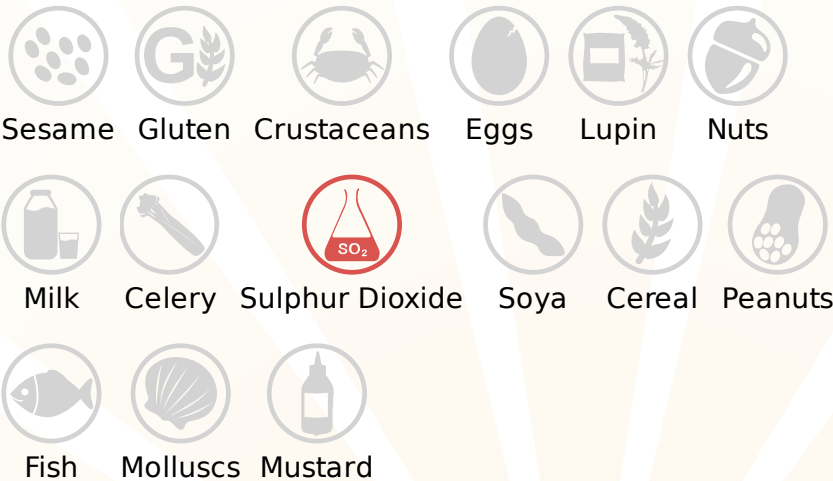 G
Sesame Gluten Crustaceans Eggs Lupin Nuts
SO₂
Milk Celery Sulphur Dioxide Soya Cereal Peanuts
Fish Molluscs Mustard